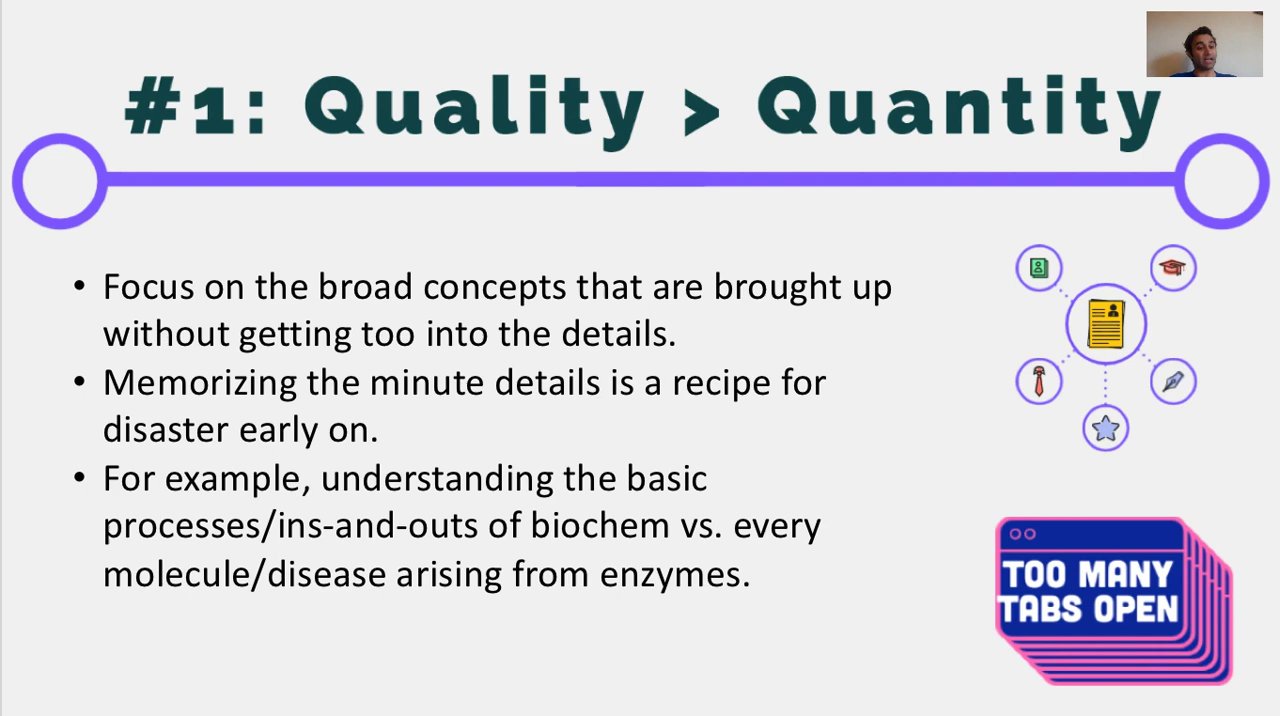 #1: Quality > Quantity
• Focus on the broad concepts that are brought up
without getting too into the details.
• Memorizing the minute details is a recipe for
disaster early on.
• For example, understanding the basic
processes/ins-and-outs of biochem vs. every
molecule/disease arising from enzymes.
TOO MANY
TABS OPEN